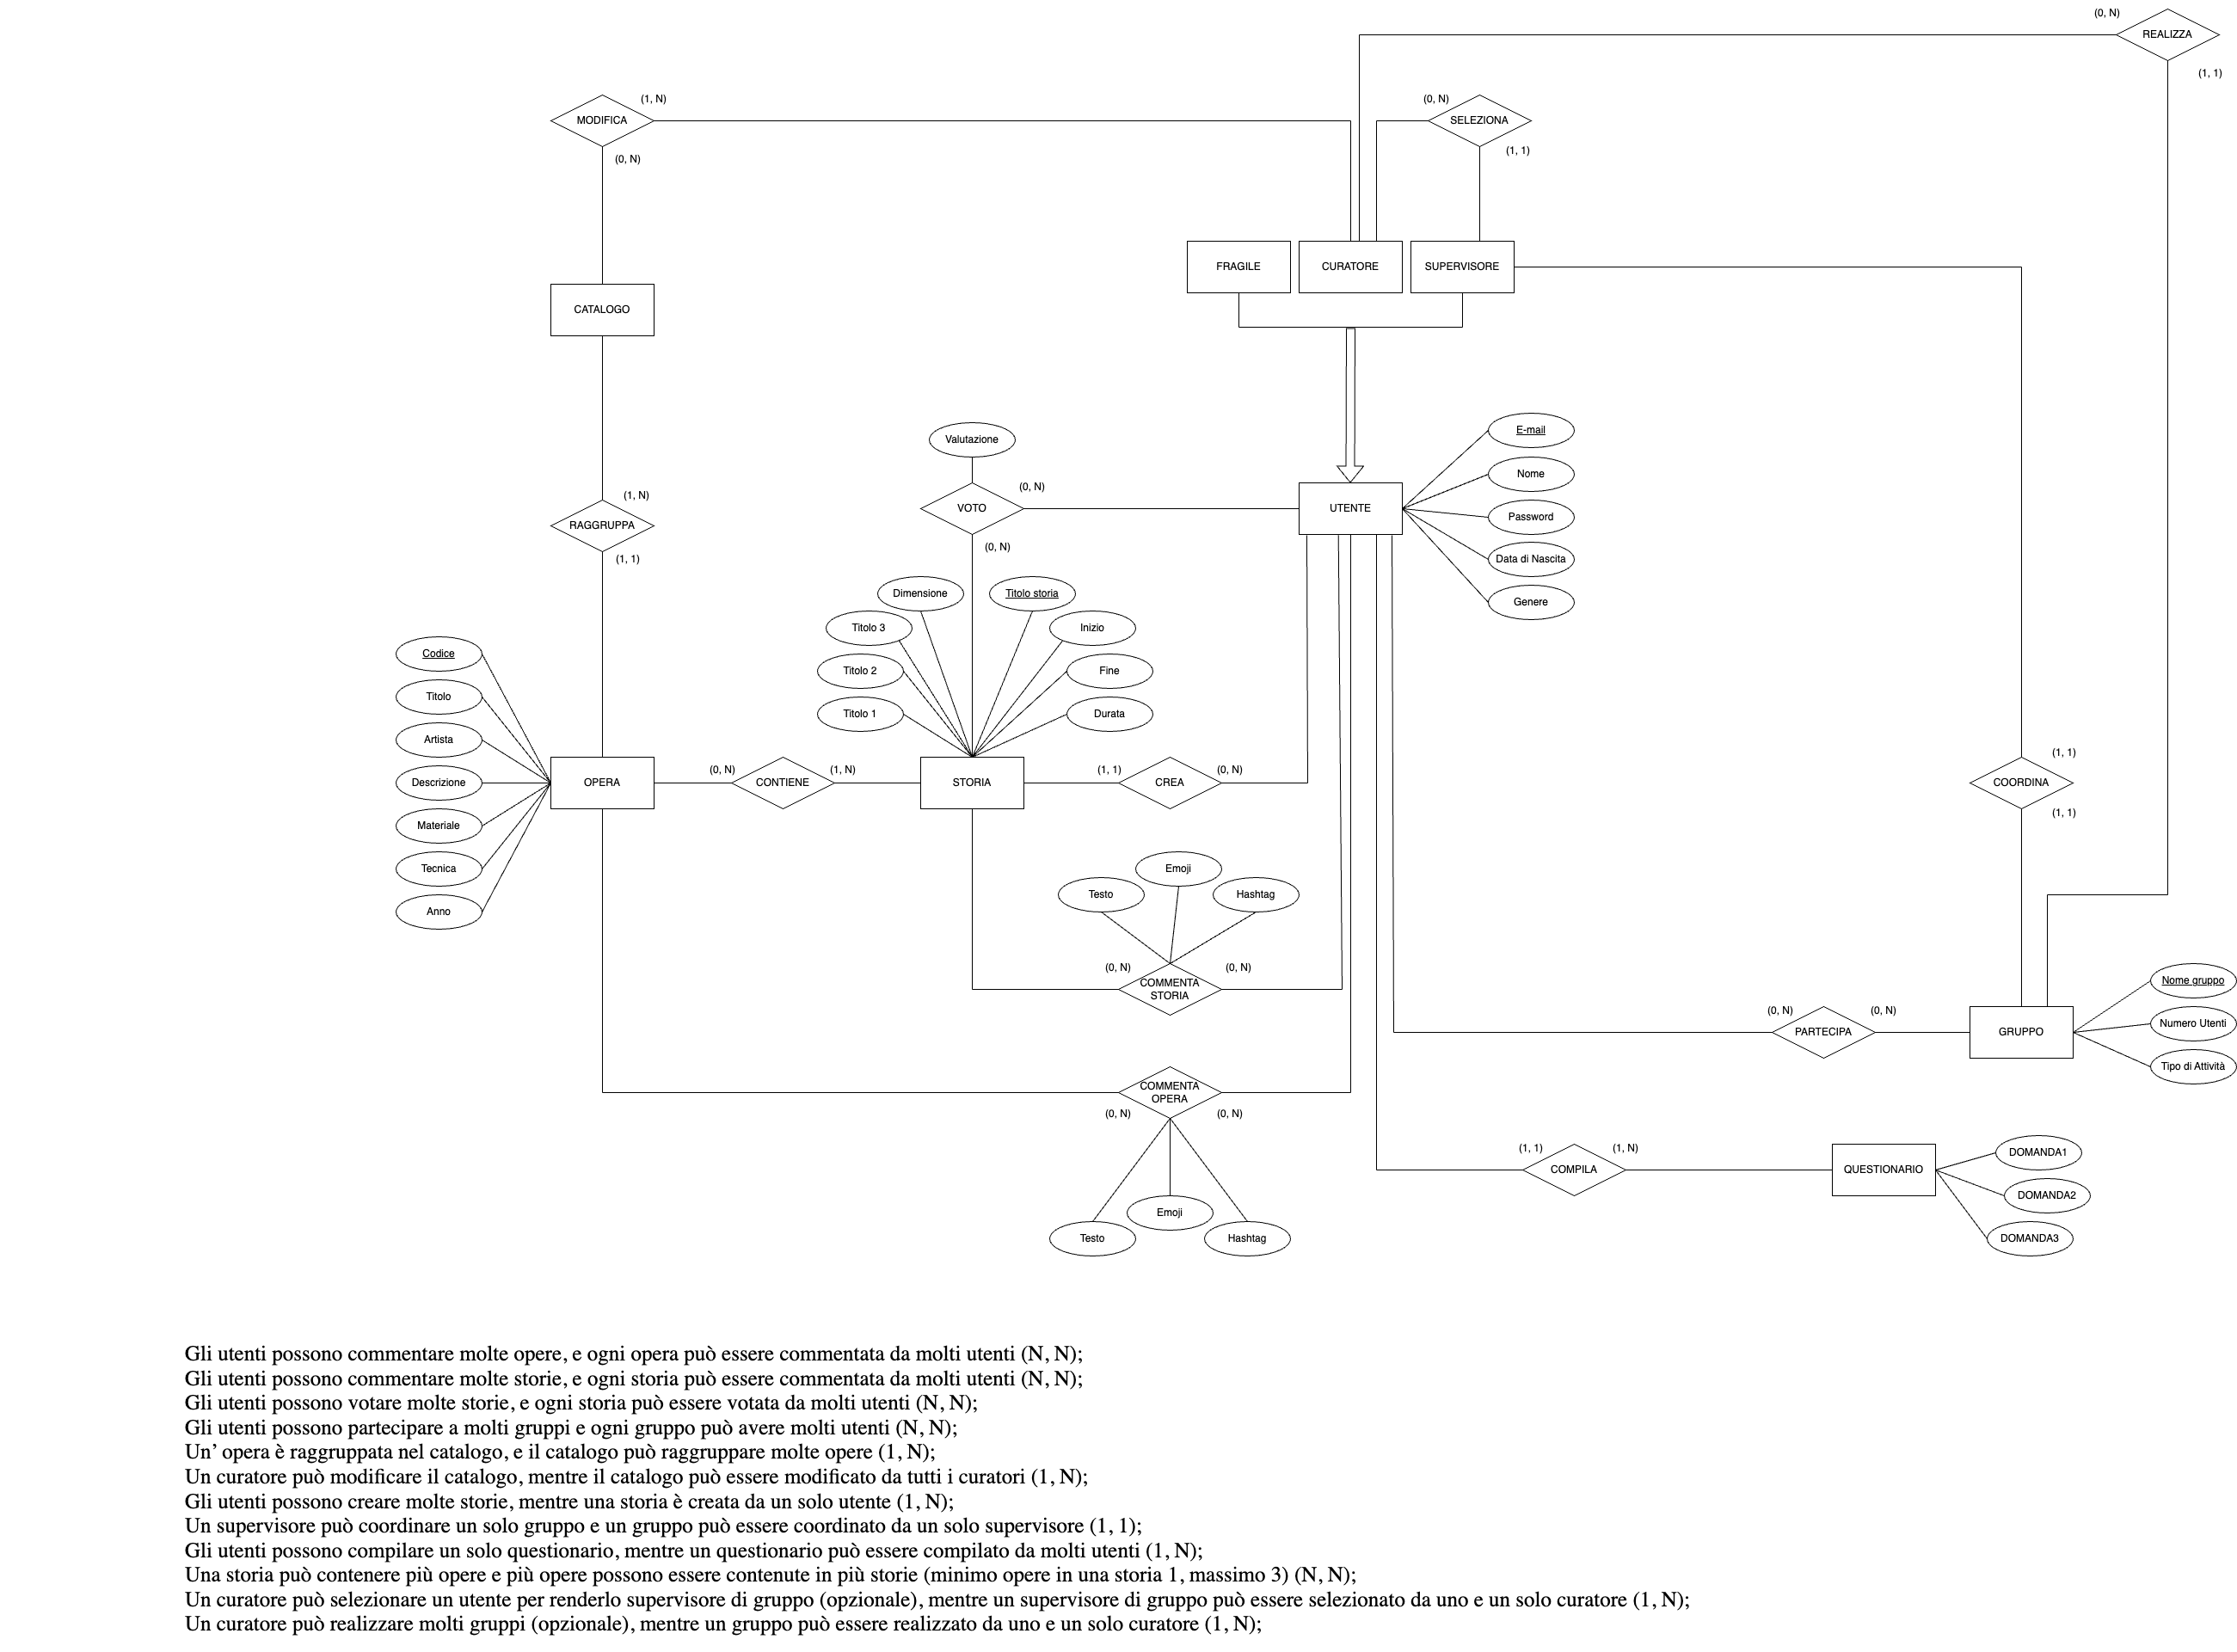 (0, N)
REALIZZA
(1, 1)
(1, N)
(0, N)
MODIFICA
SELEZIONA
(1, 1)
(0, N)
FRAGILE
CURATORE
SUPERVISORE
CATALOGO
E-mail
Valutazione
Nome
(0, N)
(1, N)
VOTO
UTENTE
Password
RAGGRUPPA
(0, N)
(1, 1)
Data di Nascita
Dimensione
Titolo storia
Genere
Titolo 3
Inizio
Codice
Titolo 2
Fine
Titolo
Titolo 1
Durata
Artista
(1, 1)
(0, N)
(1, N)
(1, 1)
(0, N)
Descrizione
OPERA
CONTIENE
STORIA
CREA
COORDINA
(1, 1)
Materiale
Tecnica
Emoji
Testo
Hashtag
Anno
(0, N)
(0, N)
Nome gruppo
COMMENTA
STORIA
(0, N)
(0, N)
Numero Utenti
PARTECIPA
GRUPPO
Tipo di Attività
COMMENTA
OPERA
(0, N)
(0, N)
(1, 1)
(1, N)
DOMANDA1
COMPILA
QUESTIONARIO
DOMANDA2
Emoji
Testo
Hashtag
DOMANDA3
Gli utenti possono commentare molte opere, e ogni opera può essere commentata da molti utenti (N, N);
Gli utenti possono commentare molte storie, e ogni storia può essere commentata da molti utenti (N, N);
Gli utenti possono votare molte storie, e ogni storia può essere votata da molti utenti (N, N);
Gli utenti possono partecipare a molti gruppi e ogni gruppo può avere molti utenti (N, N);
Un’ opera è raggruppata nel catalogo, e il catalogo può raggruppare molte opere (1, N);
Un curatore può modificare il catalogo, mentre il catalogo può essere modificato da tutti i curatori (1, N);
Gli utenti possono creare molte storie, mentre una storia è creata da un solo utente (1, N);
Un supervisore può coordinare un solo gruppo e un gruppo può essere coordinato da un solo supervisore (1, 1);
Gli utenti possono compilare un solo questionario, mentre un questionario può essere compilato da molti utenti (1, N);
Una storia può contenere più opere e più opere possono essere contenute in più storie (minimo opere in una storia 1, massimo 3) (N, N);
Un curatore può selezionare un utente per renderlo supervisore di gruppo (opzionale), mentre un supervisore di gruppo può essere selezionato da uno e un solo curatore (1, N);
Un curatore può realizzare molti gruppi (opzionale), mentre un gruppo può essere realizzato da uno e un solo curatore (1, N);